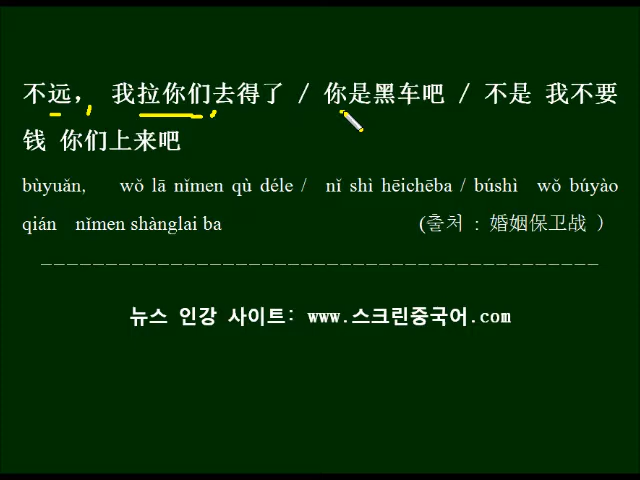 不远， 我拉你们去得了 / 你是黑车吧 / 不是 我不要
钱 你们上来吧
bùyuǎn, wǒ lā nǐmen qù déle / nǐ shì hēichēba / búshì wǒ búyào
qián nǐmen shànglai ba (출처 : 婚姻保卫战 )
뉴스 인강 사이트: www.스크린중국어.com